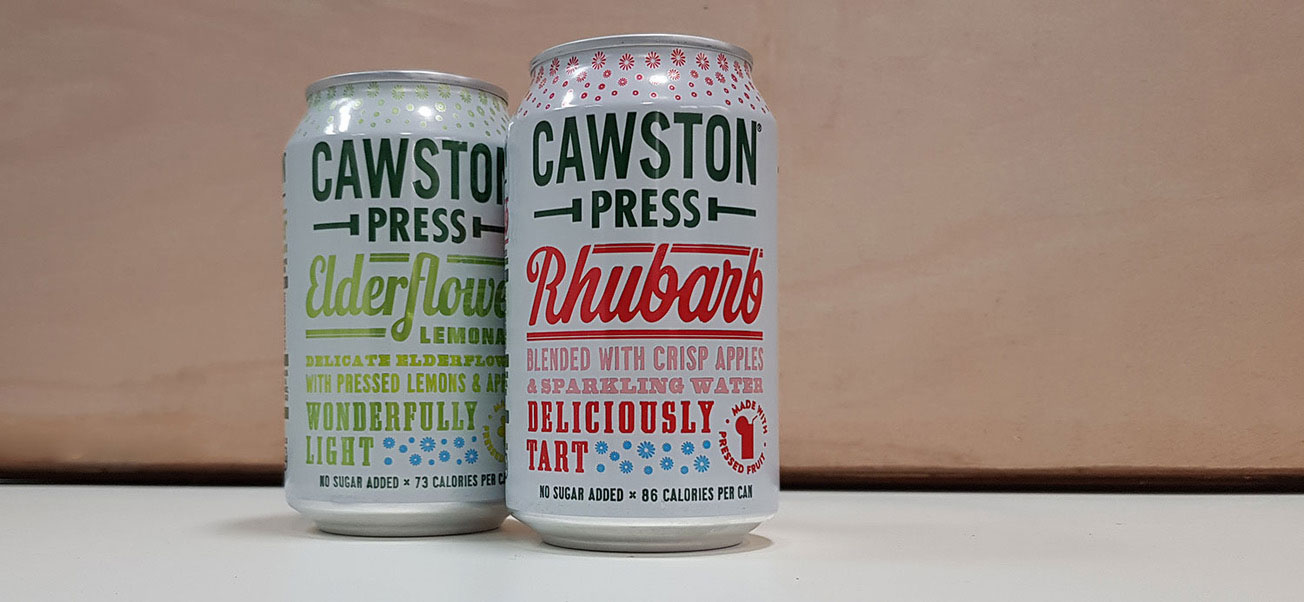 CAWSTON
PRESS
Elderflowe
LEMONA
DELICATE ELDERFLOW
WITH PRESSED LEMONS & APP
WONDERFULLY
LIGHT
NO SUGAR ADDED × 73 CALORIES PER CA
CAWSTON®
PRESS
Rhubarb
BLENDED WITH CRISP APPLES
& SPARKLING WATER
DELICIOUSLY
TART
MADE WITH
PRESSED FRUIT
NO SUGAR ADDED × 86 CALORIES PER CAN